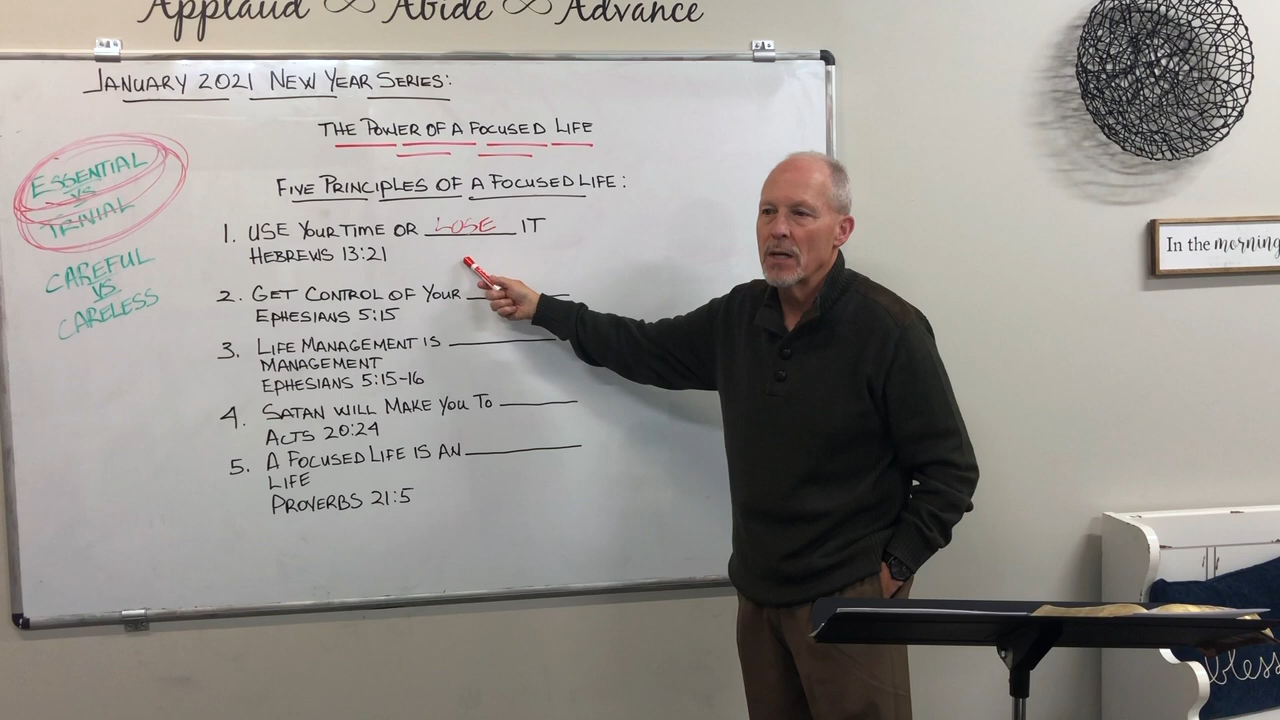 Applaud ∞ Abide ∞ Advance
JANUARY 2021 NEW YEAR SERIES:
THE POWER OF A FOCUSED LIFE
FIVE PRINCIPLES OF A FOCUSED LIFE:
ESSENTIAL
VS
TRIVIAL
CAREFUL
VS
CARELESS
1. USE YOUR TIME OR LOSE IT
HEBREWS 13:21
2. GET CONTROL OF YOUR
EPHESIANS 5:15
3. LIFE MANAGEMENT IS
MANAGEMENT
EPHESIANS 5:15-16
4. SATAN WILL MAKE YOU TO
ACTS 20:24
5. A FOCUSED LIFE IS AN
LIFE
PROVERBS 21:5
In the morning
bless